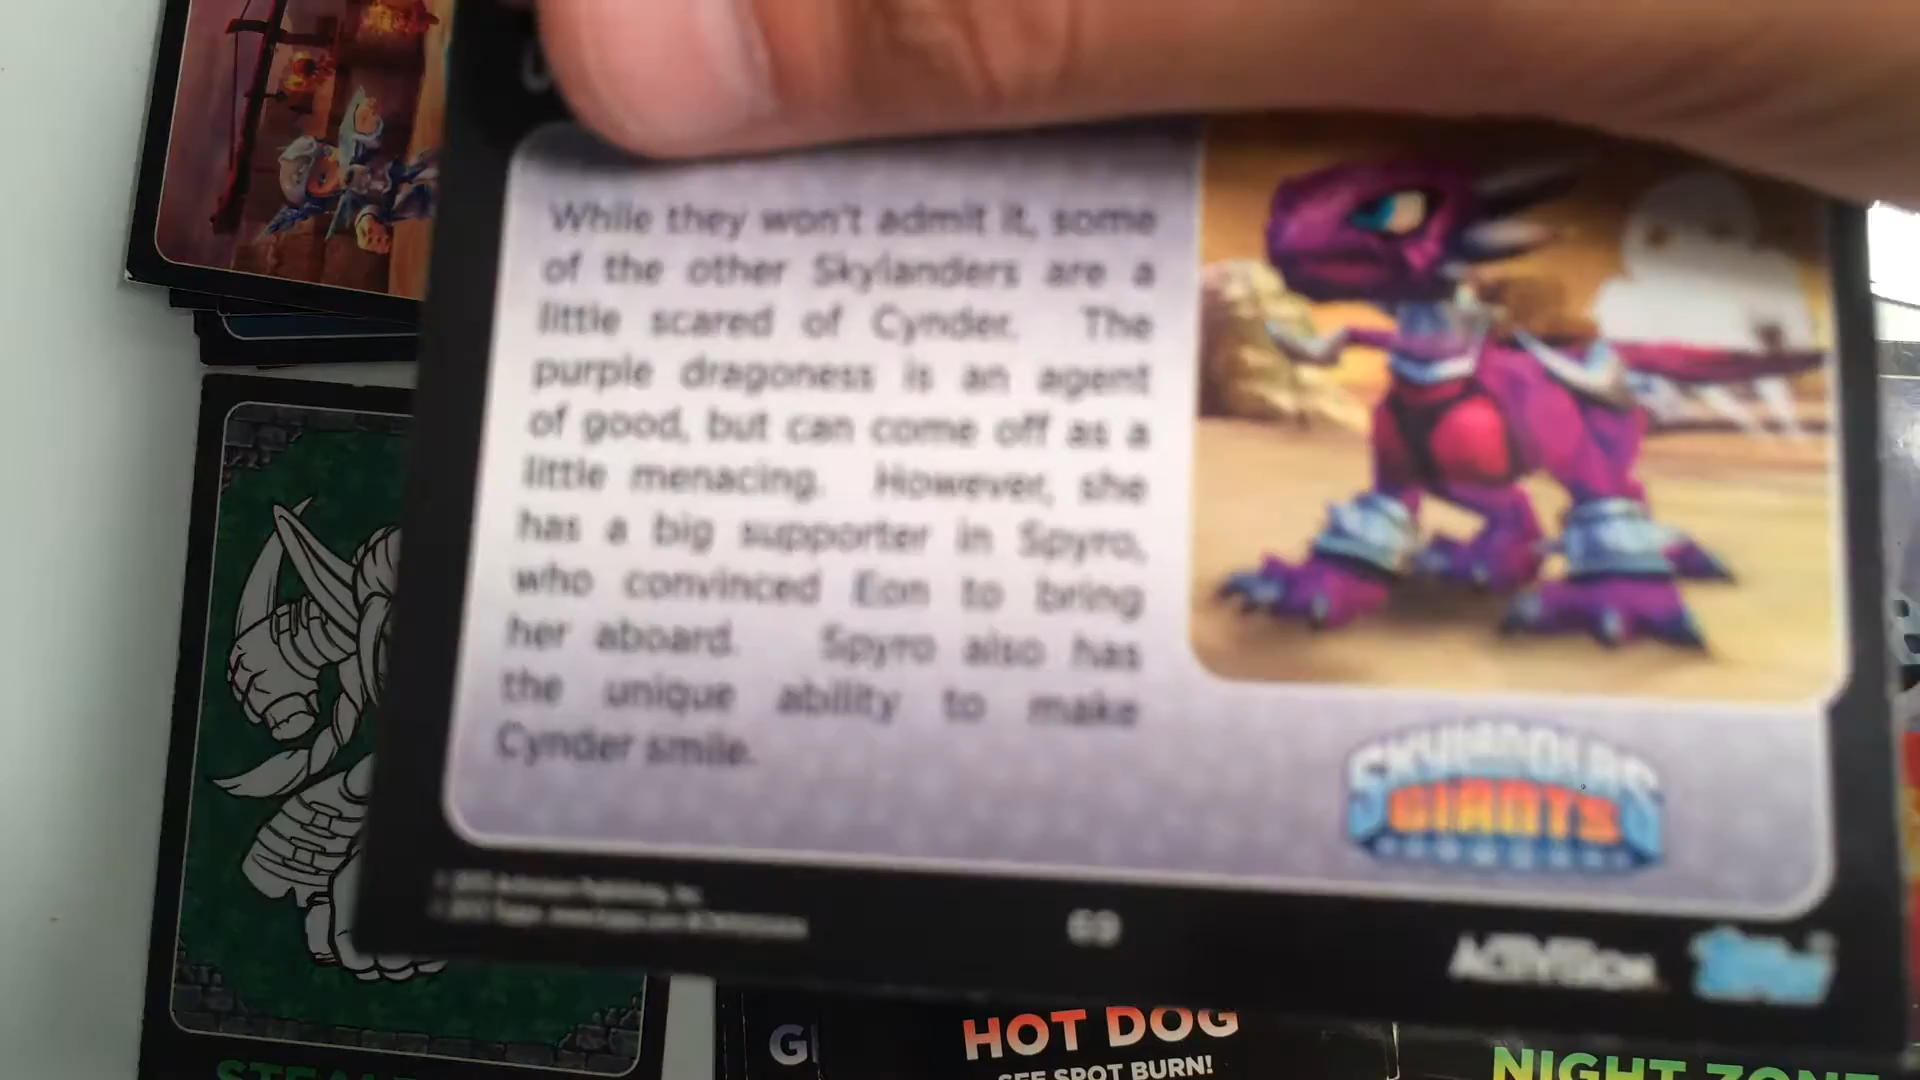 While they won't admit it, some
of the other Skylanders are a
little scared of Cynder. The
purple dragoness is an agent
of good, but can come off as a
little menacing. However, she
has a big supporter in Spyro,
who convinced Eon to bring
her aboard. Spyro also has
the unique ability to make
Cynder smile.
SKYLANDERS
GIANTS
69
ACTIVISION
Topps
HOT DOG
SEE SPOT BURN!
NIGHT ZONE